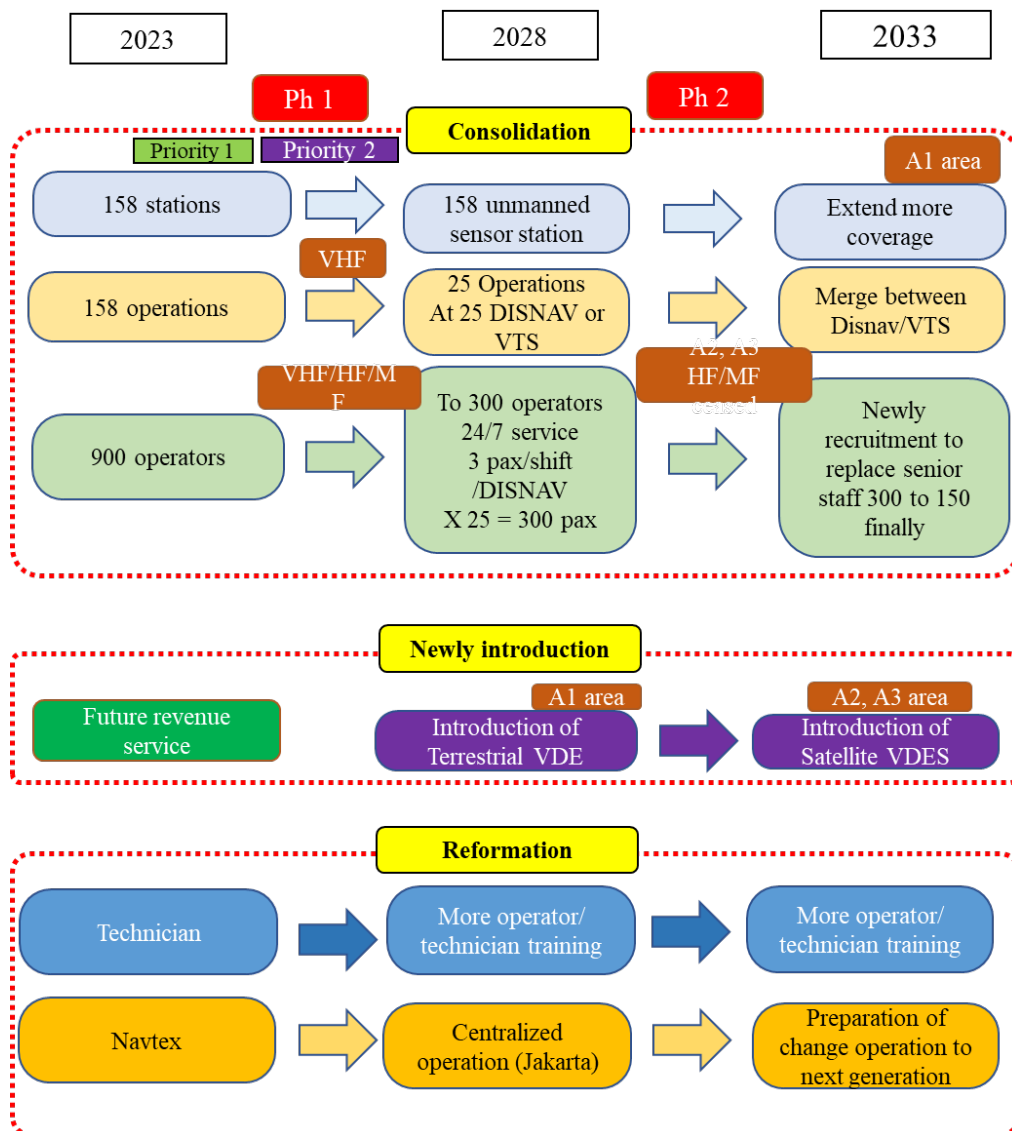 2023
2028
2033
Ph 1
Ph 2
Consolidation
Priority 1
Priority 2
A1 area
158 stations
158 unmanned
sensor station
Extend more
coverage
VHF
158 operations
25 Operations
At 25 DISNAV or
VTS
Merge between
Disnav/VTS
VHF/HF/M
F
A2, A3
HF/MF
censed
900 operators
To 300 operators
24/7 service
3 pax/shift
/DISNAV
X 25 = 300 pax
Newly
recruitment to
replace senior
staff 300 to 150
finally
Newly introduction
Future revenue
service
A1 area
Introduction of
Terrestrial VDE
A2, A3 area
Introduction of
Satellite VDES
Reformation
Technician
More operator/
technician training
More operator/
technician training
Navtex
Centralized
operation (Jakarta)
Preparation of
change operation to
next generation